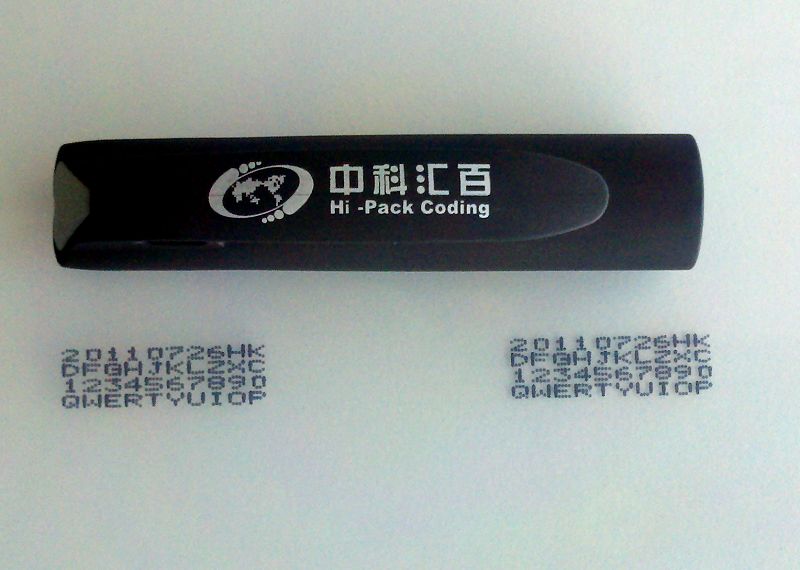 中科汇百
Hi -Pack Coding
20110726HK
DFGHJKLZXC
1234567890
QWERTYUIOP
20110726HK
DFGHJKLZXC
1234567890
QWERTYUIOP